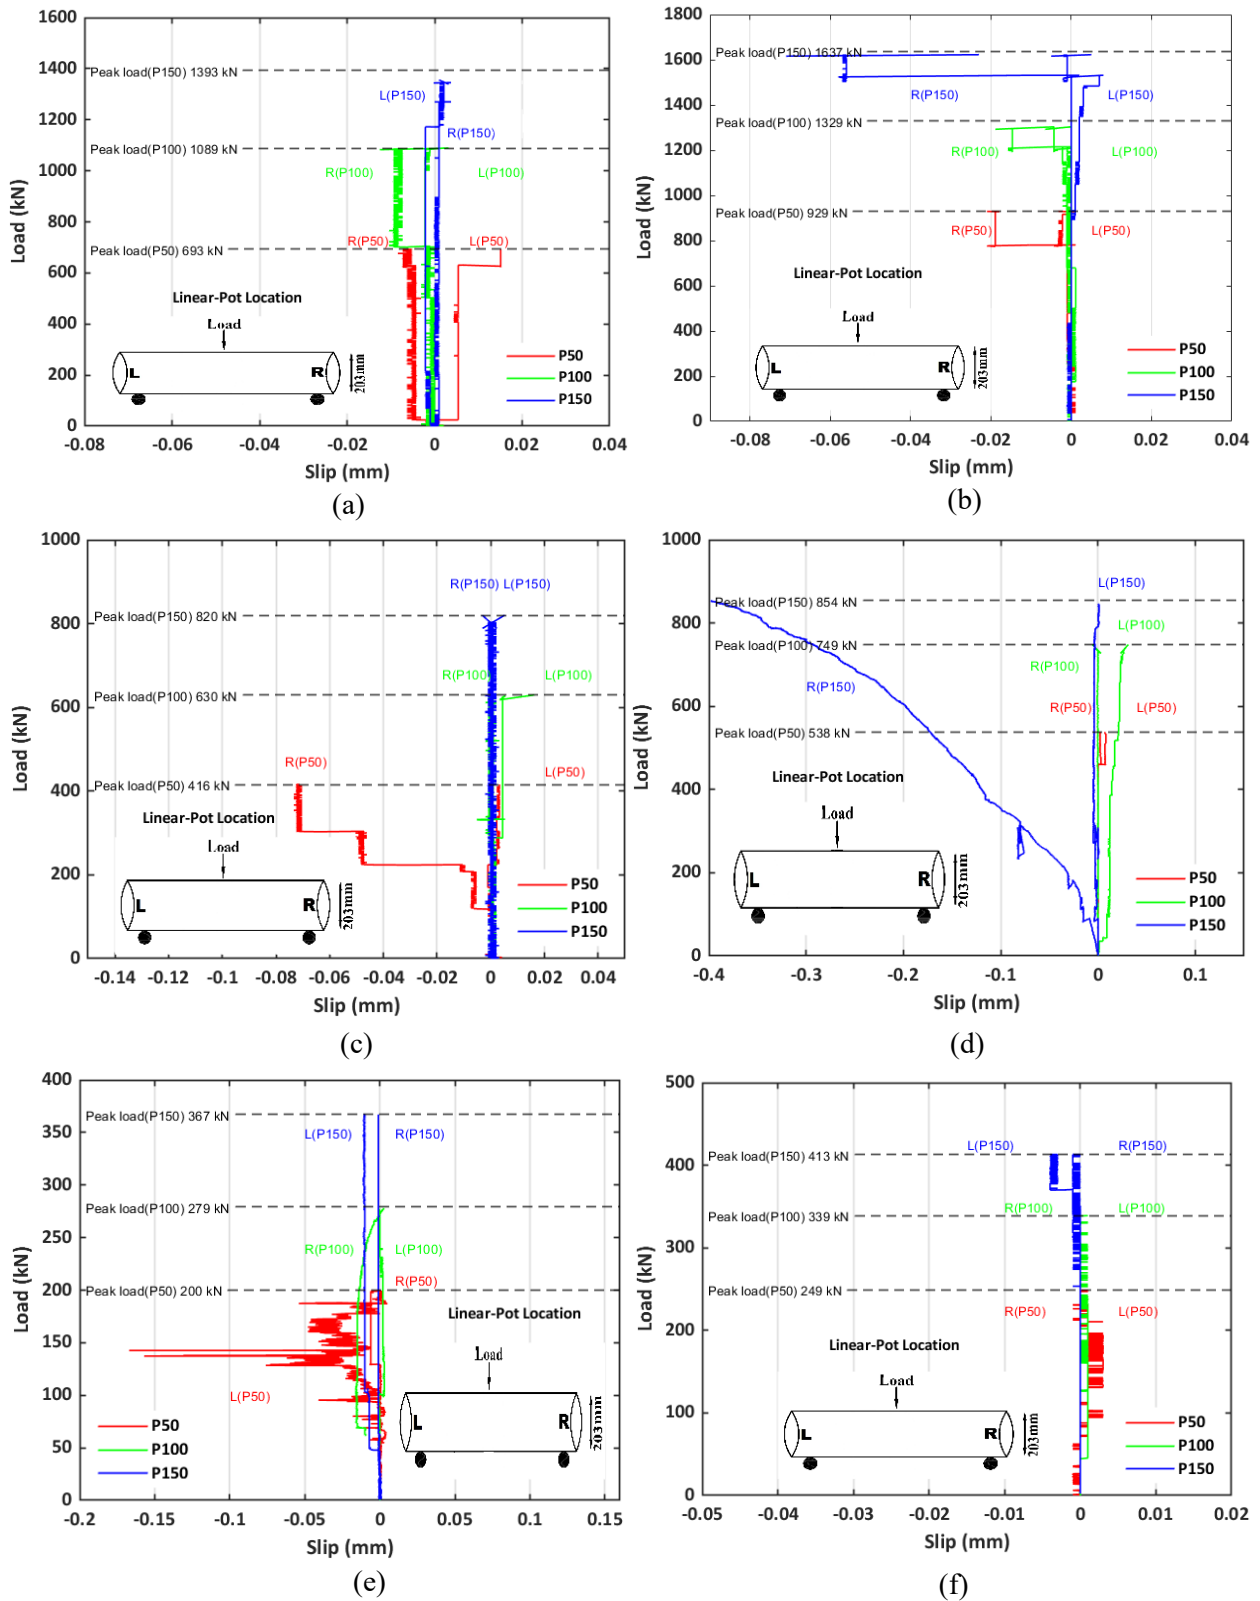 1600
1400
1200
1000
800
600
400
200
0
Load (kN)
Peak load(P150) 1393 kN
L(P150)
R(P150)
Peak load(P100) 1089 kN
R(P100)
L(P100)
R(P50)
L(P50)
Peak load(P50) 693 kN
Linear-Pot Location
Load
L
R
203mm
P50
P100
P150
-0.08
-0.06
-0.04
-0.02
0
0.02
0.04
Slip (mm)
(a)
1800
1600
1400
1200
1000
800
600
400
200
0
Load (kN)
Peak load(P150) 1637 kN
R(P150)
L(P150)
Peak load(P100) 1329 kN
R(P100)
L(P100)
Peak load(P50) 929 kN
R(P50)
L(P50)
Linear-Pot Location
Load
L
R
203mm
P50
P100
P150
-0.08
-0.06
-0.04
-0.02
0
0.02
0.04
Slip (mm)
(b)
1000
800
600
400
200
0
Load (kN)
R(P150) L(P150)
Peak load(P150) 820 kN
R(P100)
L(P100)
Peak load(P100) 630 kN
R(P50)
L(P50)
Peak load(P50) 416 kN
Linear-Pot Location
Load
L
R
203mm
P50
P100
P150
-0.14
-0.12
-0.1
-0.08
-0.06
-0.04
-0.02
0
0.02
0.04
Slip (mm)
(c)
1000
800
600
400
200
0
Load (kN)
L(P150)
Peak load(P150) 854 kN
L(P100)
Peak load(P100) 749 kN
R(P100)
R(P150)
R(P50)
L(P50)
Peak load(P50) 538 kN
Linear-Pot Location
Load
L
R
203mm
P50
P100
P150
-0.4
-0.3
-0.2
-0.1
0
0.1
Slip (mm)
(d)
400
350
300
250
200
150
100
50
0
Load (kN)
Peak load(P150) 367 kN
L(P150)
R(P150)
Peak load(P100) 279 kN
R(P100)
L(P100)
R(P50)
Peak load(P50) 200 kN
Linear-Pot Location
Load
L
R
203mm
L(P50)
P50
P100
P150
-0.2
-0.15
-0.1
-0.05
0
0.05
0.1
0.15
Slip (mm)
(e)
500
400
300
200
100
0
Load (kN)
L(P150)
R(P150)
Peak load(P150) 413 kN
R(P100)
L(P100)
Peak load(P100) 339 kN
Peak load(P50) 249 kN
R(P50)
L(P50)
Linear-Pot Location
Load
L
R
203mm
P50
P100
P150
-0.05
-0.04
-0.03
-0.02
-0.01
0
0.01
0.02
Slip (mm)
(f)